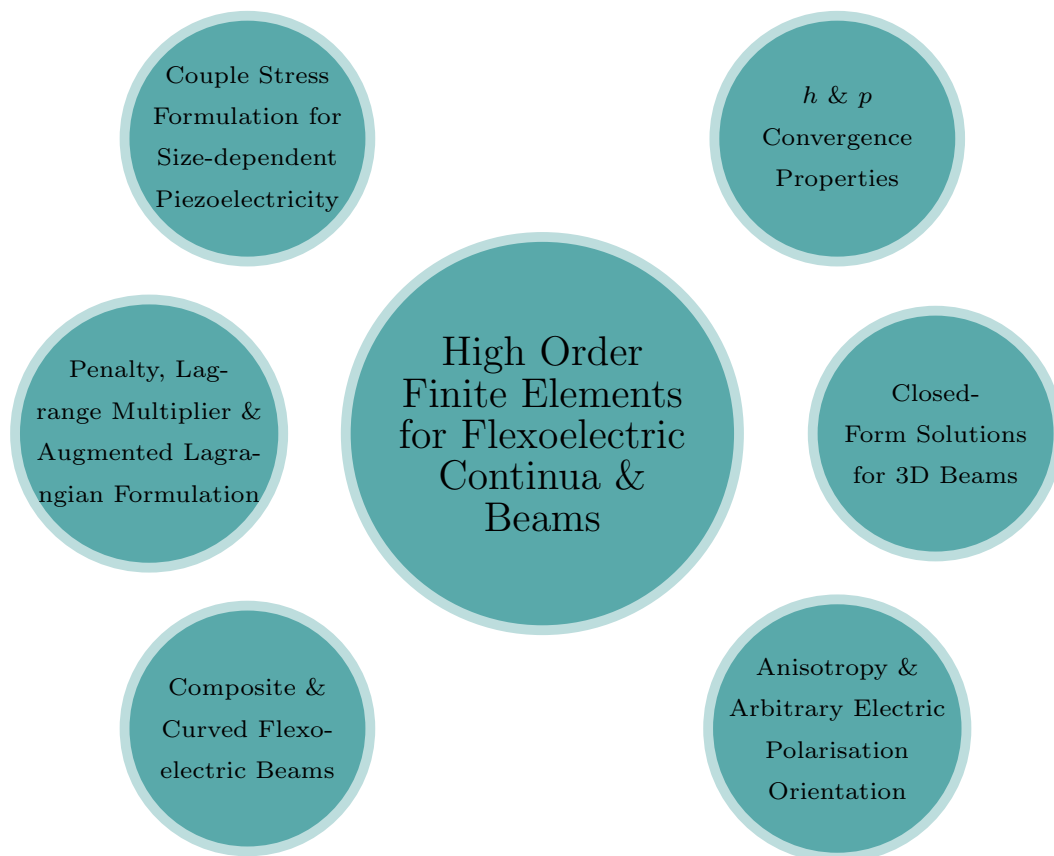 Couple Stress
Formulation for
Size-dependent
Piezoelectricity
h & p
Convergence
Properties
High Order
Finite Elements
for Flexoelectric
Continua &
Beams
Penalty, Lag-
range Multiplier &
Augmented Lagra-
ngian Formulation
Closed-
Form Solutions
for 3D Beams
Composite &
Curved Flexo-
electric Beams
Anisotropy &
Arbitrary Electric
Polarisation
Orientation